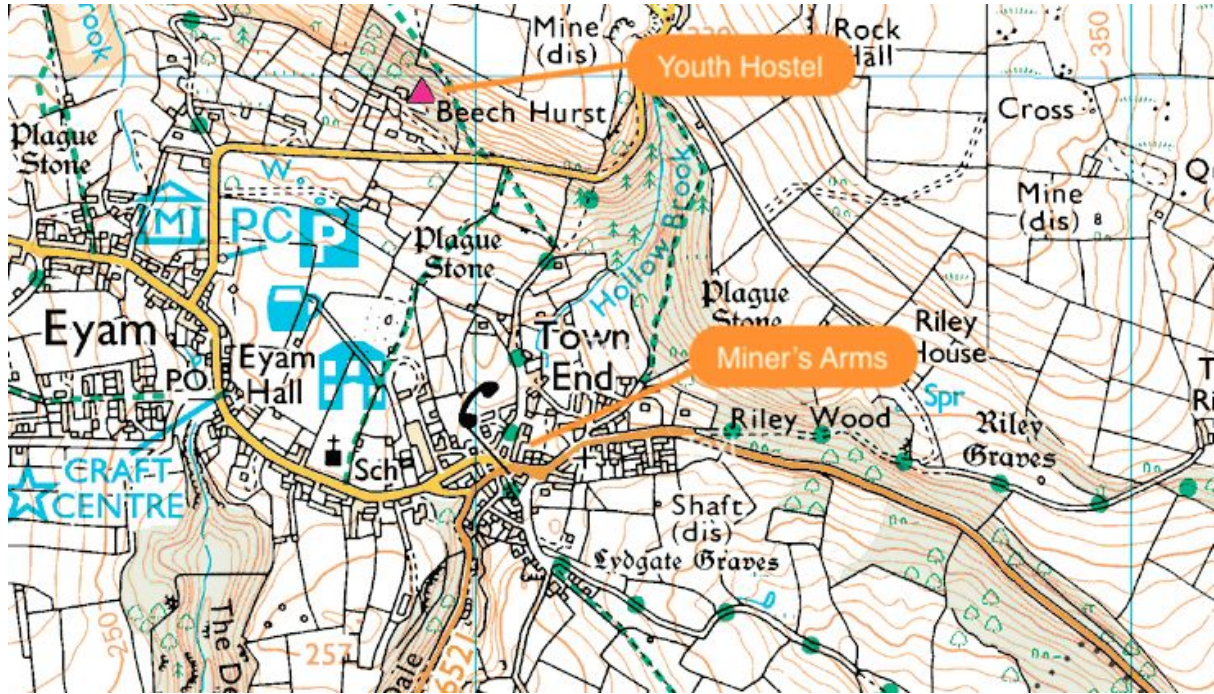 Brook
Mine
(dis)
Youth Hostel
Rock
Hall
350
Beech Hurst
Cross
Plague
Stone
W
Hollow Brook
Mine
(dis)
M
PC
P
Plague
Stone
Plague
Stone
Eyam
Town
End
Riley
House
Miner's Arms
Eyam
Hall
PO
Spr
Riley Wood
Riley
Graves
Sch
CRAFT
CENTRE
Shaft
(dis)
Lydgate Graves
The
250
257
Dale